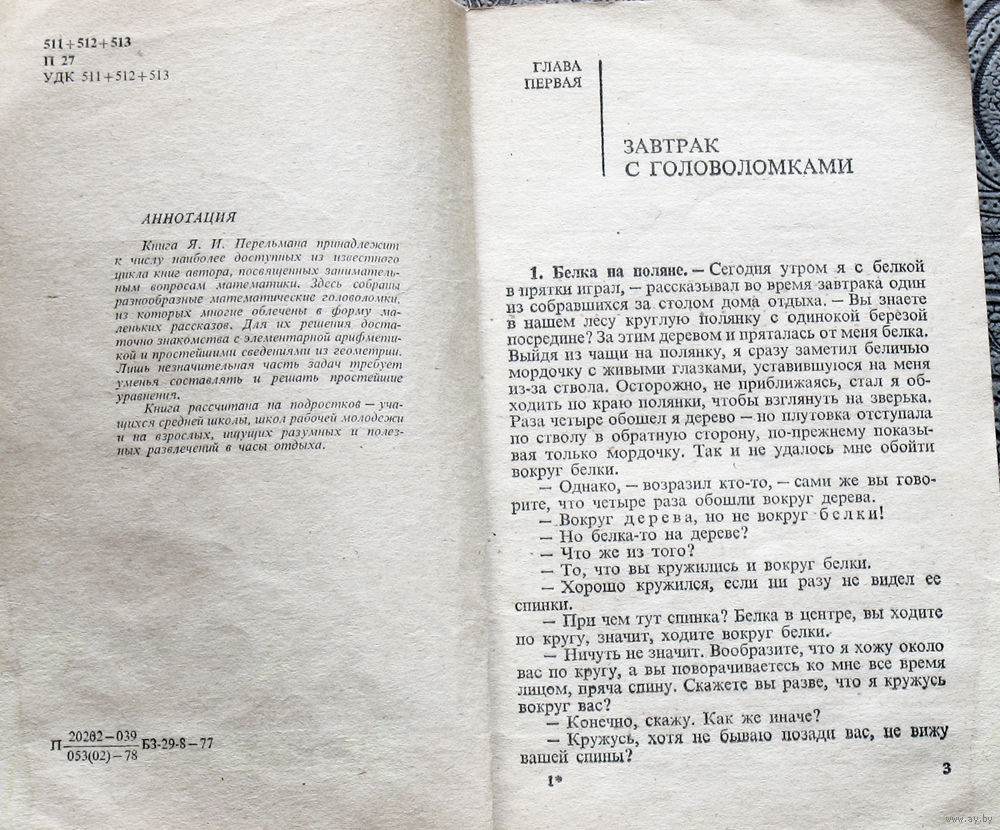 511+512+513
П 27
УДК 511+512+513
АННОТАЦИЯ
Книга Я. И. Перельмана принадлежит
к числу наиболее доступных из известного
цикла книг автора, посвященных заниматель-
ным вопросам математики. Здесь собраны
разнообразные математические головоломки,
из которых многие облечены в форму ма-
леньких рассказов. Для их решения доста-
точно знакомства с элементарной арифмети-
кой и простейшими сведениями из геометрии.
Лишь незначительная часть задач требует
уменья составлять и решать простейшие
уравнения.
Книга рассчитана на подростков — уча-
щихся средней школы, школ рабочей молодежи
и на взрослых, ищущих разумных и полез-
ных развлечений в часы отдыха.
П 20202—039
053(02)—78 БЗ-29-8—77
ГЛАВА
ПЕРВАЯ
ЗАВТРАК
С ГОЛОВОЛОМКАМИ
1. Белка на поляне. — Сегодня утром я с белкой
в прятки играл, — рассказывал во время завтрака один
из собравшихся за столом дома отдыха. — Вы знаете
в нашем лесу круглую полянку с одинокой березой
посредине? За этим деревом и пряталась от меня белка.
Выйдя из чащи на полянку, я сразу заметил беличью
мордочку с живыми глазками, уставившуюся на меня
из-за ствола. Осторожно, не приближаясь, стал я об-
ходить по краю полянки, чтобы взглянуть на зверька.
Раза четыре обошел я дерево — но плутовка отступала
по стволу в обратную сторону, по-прежнему показы-
вая только мордочку. Так и не удалось мне обойти
вокруг белки.
— Однако, — возразил кто-то, — сами же вы гово-
рите, что четыре раза обошли вокруг дерева.
— Вокруг дерева, но не вокруг белки!
— Но белка-то на дереве?
— Что же из того?
— То, что вы кружились и вокруг белки.
— Хорошо кружился, если ни разу не видел ее
спинки.
— При чем тут спинка? Белка в центре, вы ходите
по кругу, значит, ходите вокруг белки.
— Ничуть не значит. Вообразите, что я хожу около
вас по кругу, а вы поворачиваетесь ко мне все время
лицом, пряча спину. Скажете вы разве, что я кружусь
вокруг вас?
— Конечно, скажу. Как же иначе?
— Кружусь, хотя не бываю позади вас, не вижу
вашей спины?
1*
3
www.ay.by